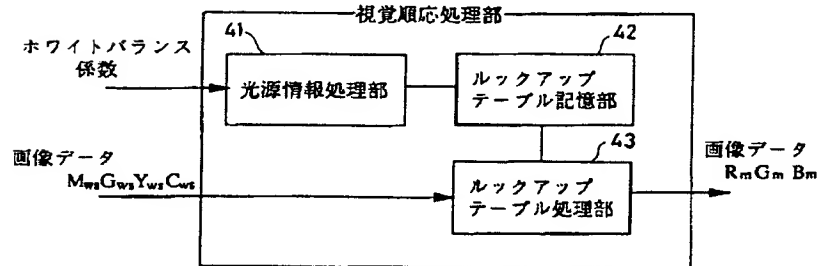 視覚順応処理部
ホワイトバランス
係数
41
光源情報処理部
42
ルックアップ
テーブル記憶部
画像データ
MwsGwsYwsCws
43
ルックアップ
テーブル処理部
画像データ
RmGm Bm